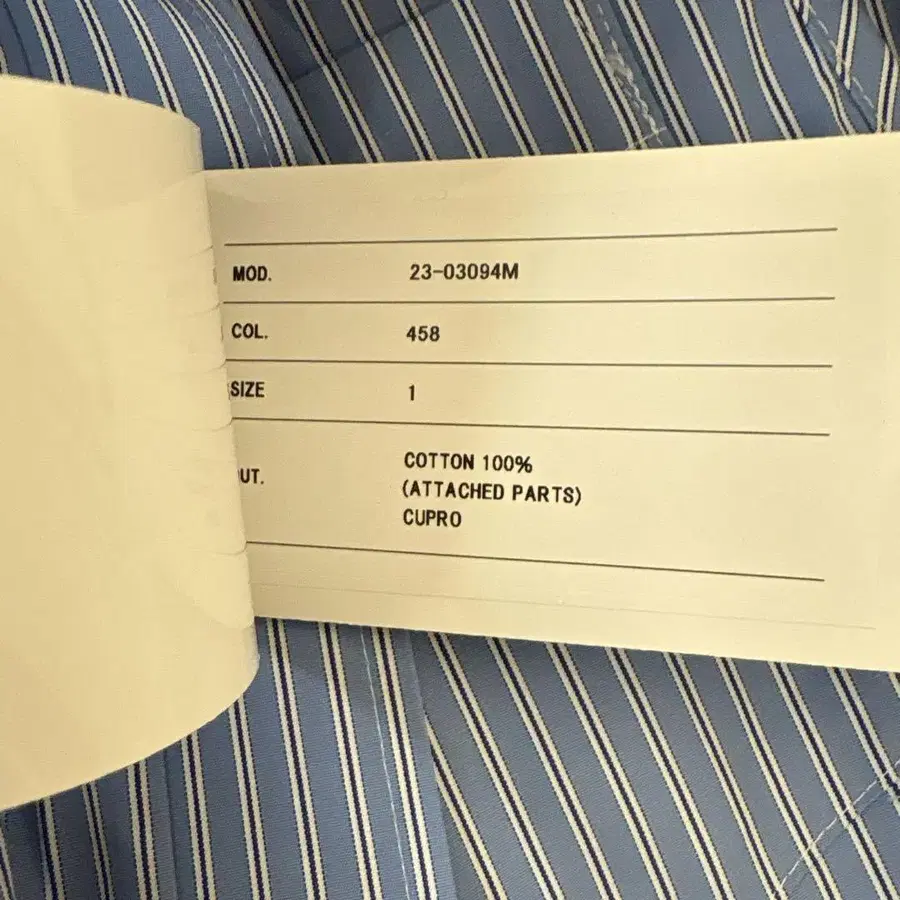 MOD. 23-03094M
COL. 458
SIZE 1
UT. COTTON 100%
(ATTACHED PARTS)
CUPRO